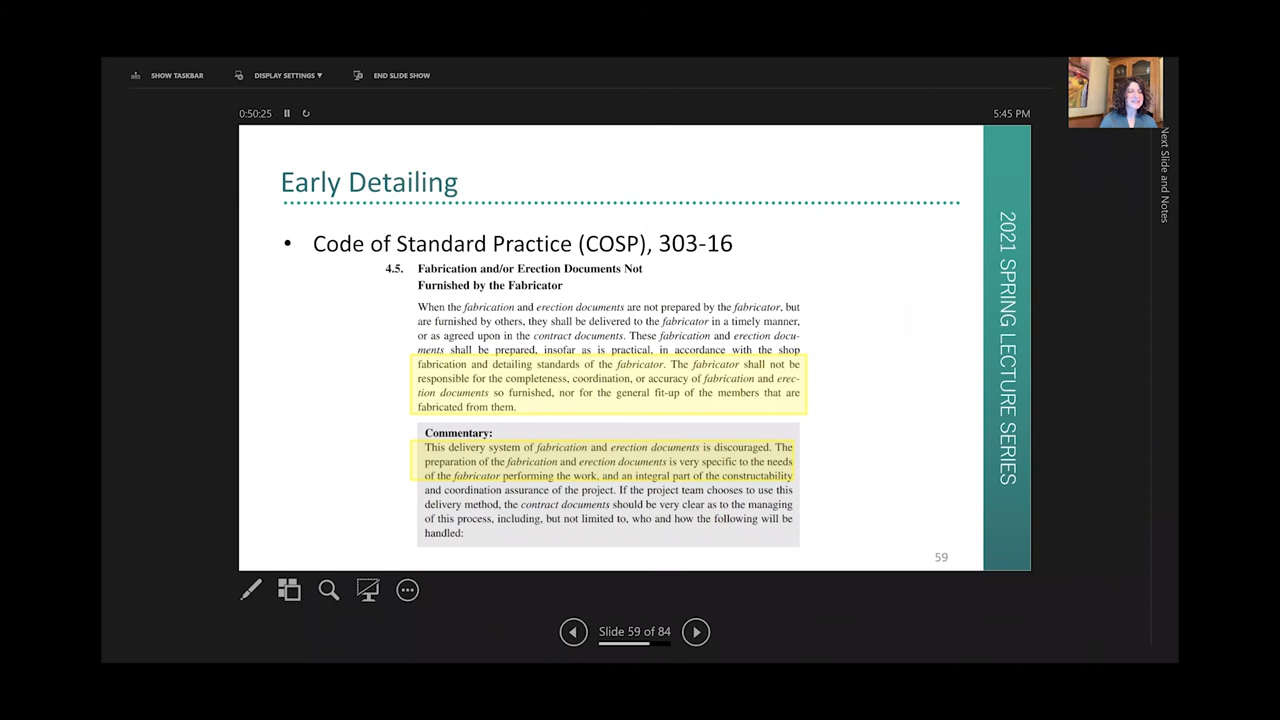 SHOW TASKBAR
DISPLAY SETTINGS ▼
END SLIDE SHOW
0:50:25
5:45 PM
Next Slide and Notes
Early Detailing
• Code of Standard Practice (COSP), 303-16
4.5. Fabrication and/or Erection Documents Not
Furnished by the Fabricator
When the fabrication and erection documents are not prepared by the fabricator, but
are furnished by others, they shall be delivered to the fabricator in a timely manner,
or as agreed upon in the contract documents. These fabrication and erection docu-
ments shall be prepared, insofar as is practical, in accordance with the shop
fabrication and detailing standards of the fabricator. The fabricator shall not be
responsible for the completeness, coordination, or accuracy of fabrication and erec-
tion documents so furnished, nor for the general fit-up of the members that are
fabricated from them.
Commentary:
This delivery system of fabrication and erection documents is discouraged. The
preparation of the fabrication and erection documents is very specific to the needs
of the fabricator performing the work, and an integral part of the constructability
and coordination assurance of the project. If the project team chooses to use this
delivery method, the contract documents should be very clear as to the managing
of this process, including, but not limited to, who and how the following will be
handled:
59
2021 SPRING LECTURE SERIES
Slide 59 of 84